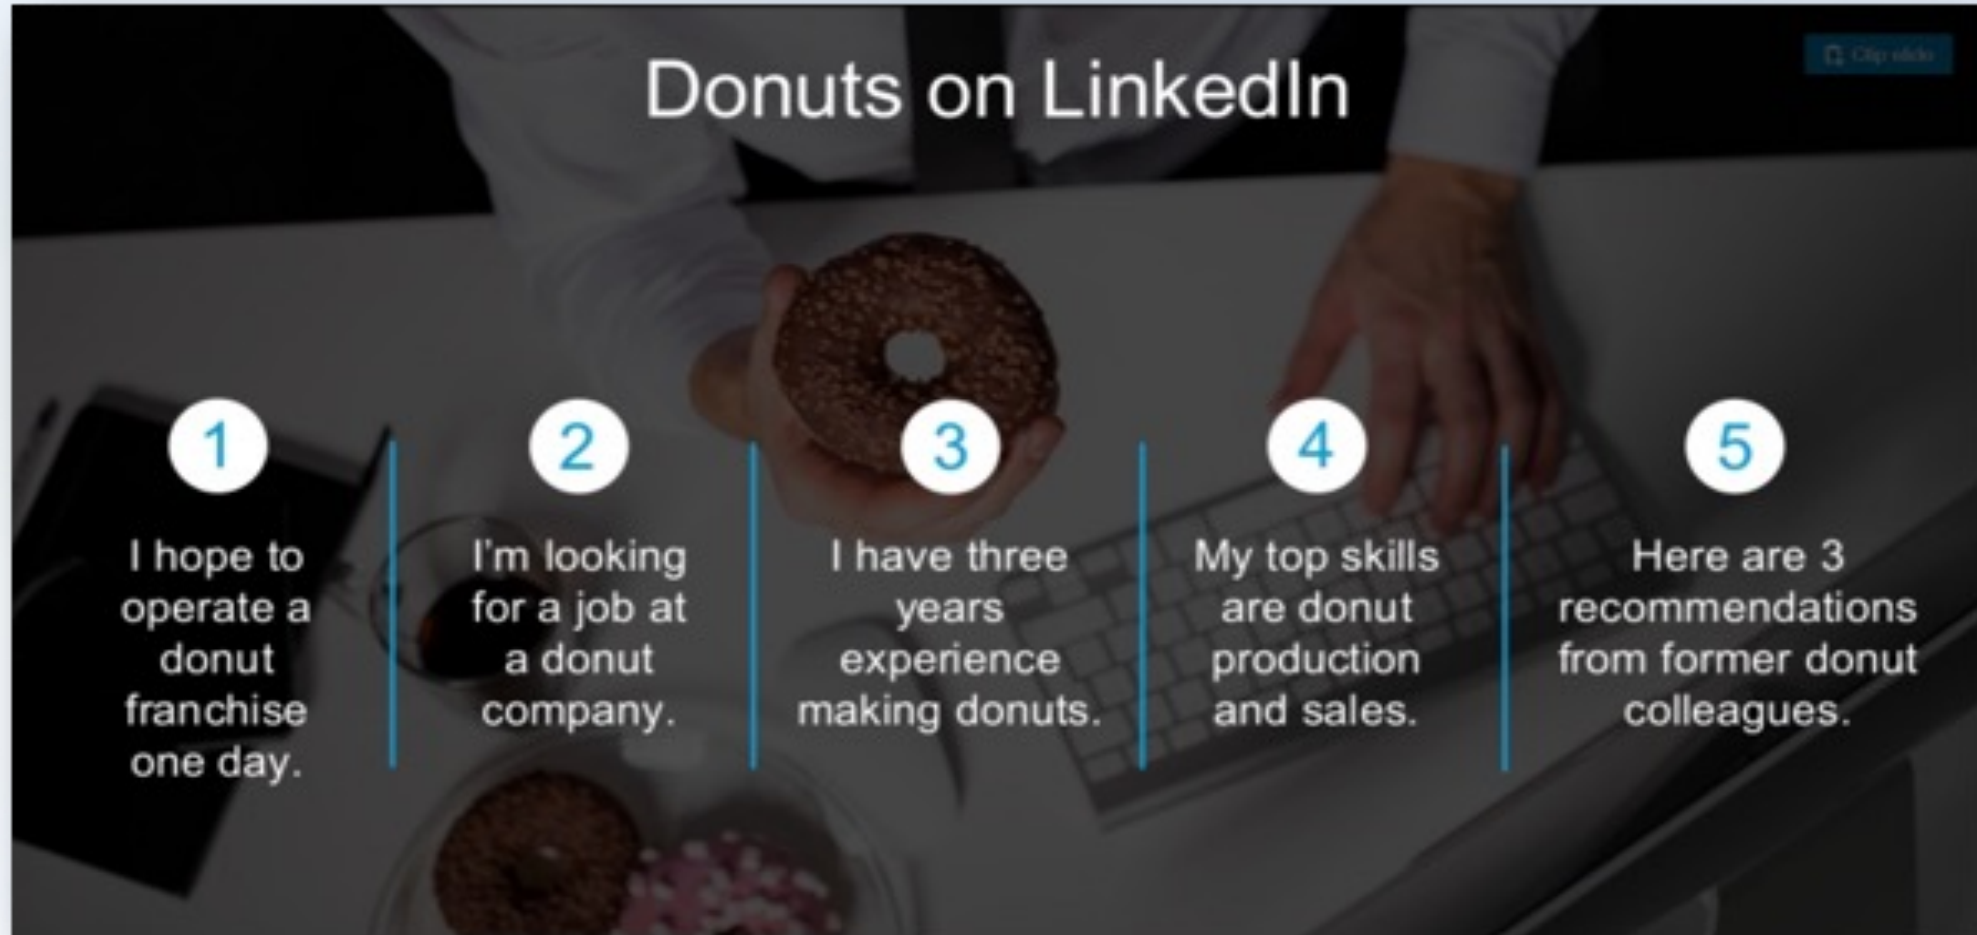 Donuts on LinkedIn
Clip slide
1
I hope to
operate a
donut
franchise
one day.
2
I'm looking
for a job at
a donut
company.
3
I have three
years
experience
making donuts.
4
My top skills
are donut
production
and sales.
5
Here are 3
recommendations
from former donut
colleagues.